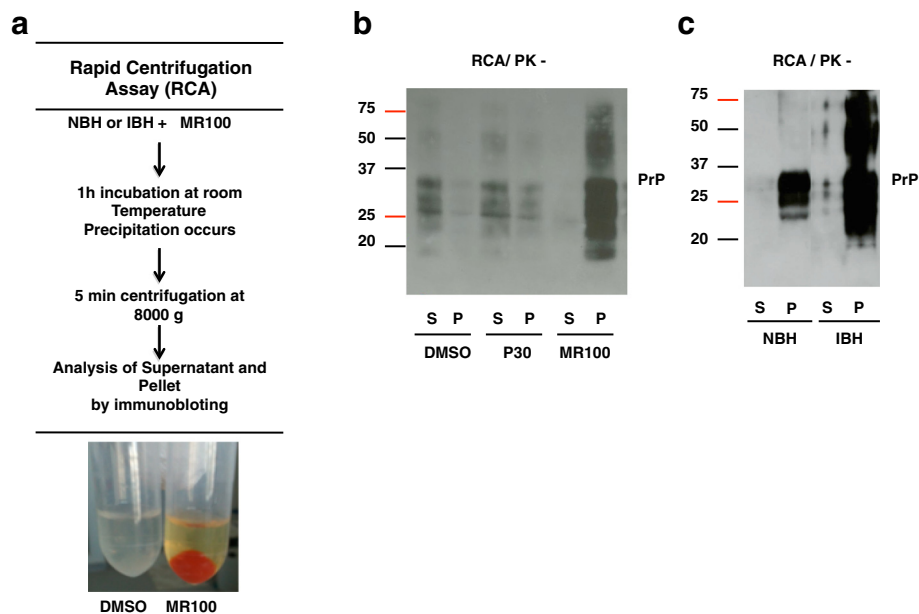 a
Rapid Centrifugation
Assay (RCA)
NBH or IBH + MR100
1h incubation at room
Temperature
Precipitation occurs
5 min centrifugation at
8000 g
Analysis of Supernatant and
Pellet
by immunobloting
DMSO MR100
b
RCA/ PK -
75
50
37
25
20
PrP
S P S P S P
DMSO P30 MR100
c
RCA / PK -
75
50
37
25
20
PrP
S P S P
NBH IBH